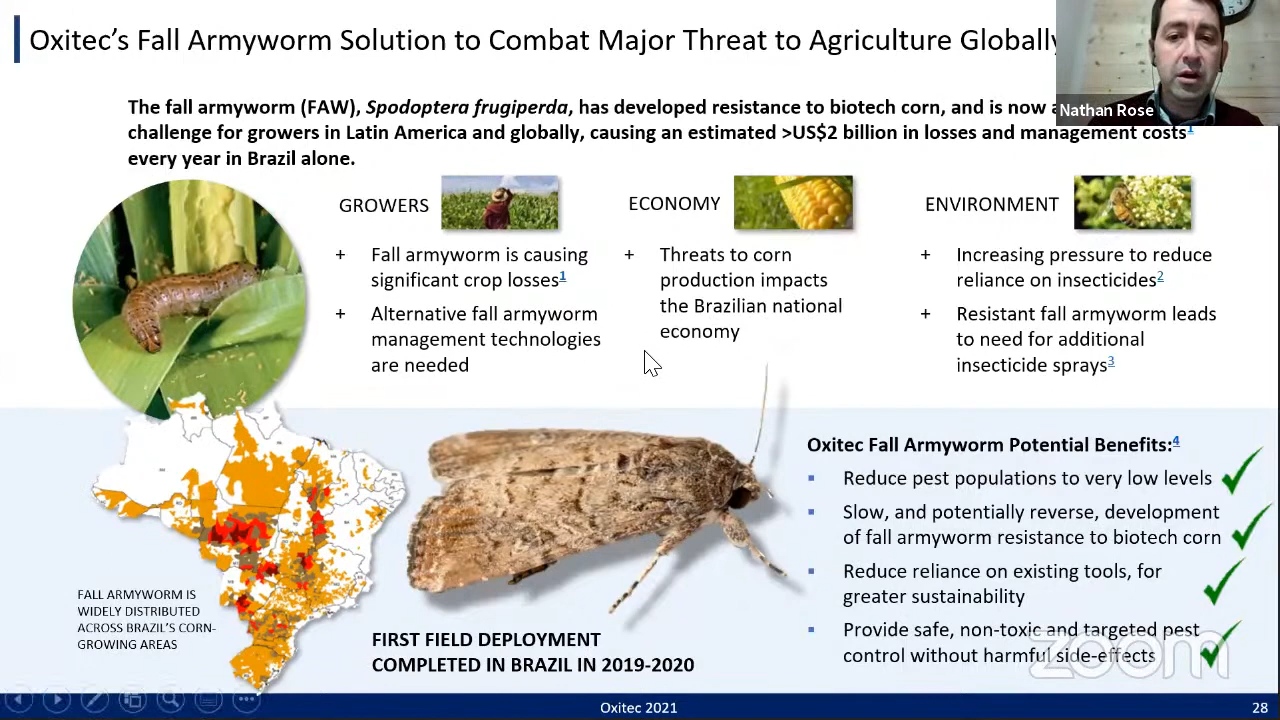 Oxitec's Fall Armyworm Solution to Combat Major Threat to Agriculture Globally
Nathan Rose
The fall armyworm (FAW), Spodoptera frugiperda, has developed resistance to biotech corn, and is now
challenge for growers in Latin America and globally, causing an estimated >US$2 billion in losses and management costs1
every year in Brazil alone.
GROWERS
+ Fall armyworm is causing
significant crop losses1
+ Alternative fall armyworm
management technologies
are needed
ECONOMY
+ Threats to corn
production impacts
the Brazilian national
economy
ENVIRONMENT
+ Increasing pressure to reduce
reliance on insecticides2
+ Resistant fall armyworm leads
to need for additional
insecticide sprays3
FALL ARMYWORM IS
WIDELY DISTRIBUTED
ACROSS BRAZIL'S CORN-
GROWING AREAS
FIRST FIELD DEPLOYMENT
COMPLETED IN BRAZIL IN 2019-2020
Oxitec Fall Armyworm Potential Benefits:4
▪ Reduce pest populations to very low levels
▪ Slow, and potentially reverse, development
of fall armyworm resistance to biotech corn
▪ Reduce reliance on existing tools, for
greater sustainability
▪ Provide safe, non-toxic and targeted pest
control without harmful side-effects
zoom
Oxitec 2021
28